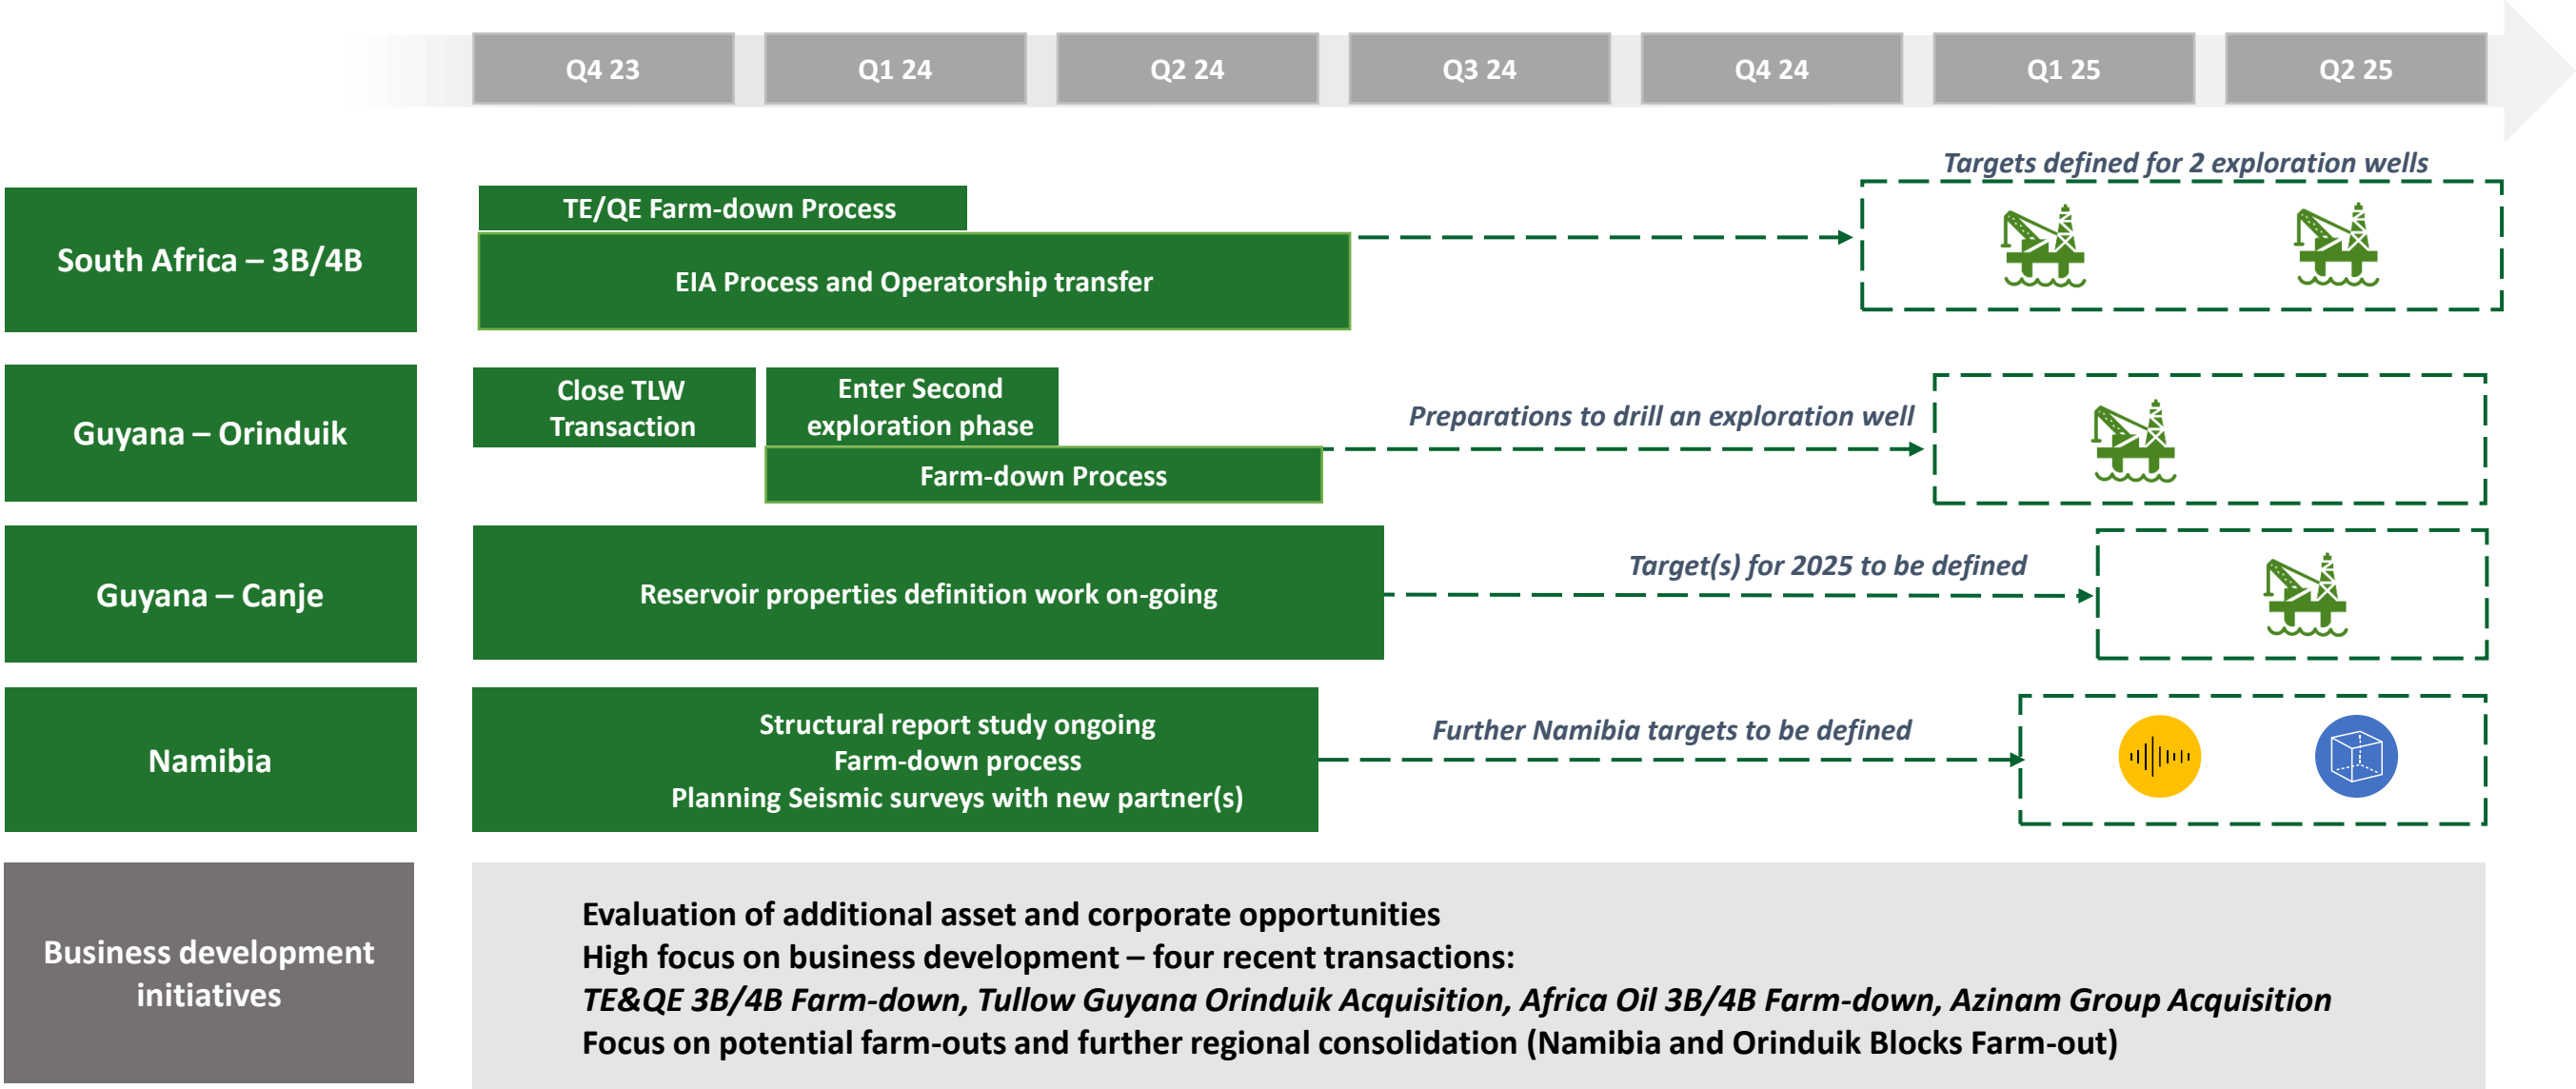 Q4 23
Q1 24
Q2 24
Q3 24
Q4 24
Q1 25
Q2 25
Targets defined for 2 exploration wells
South Africa – 3B/4B
TE/QE Farm-down Process
EIA Process and Operatorship transfer
Guyana – Orinduik
Close TLW
Transaction
Enter Second
exploration phase
Farm-down Process
Preparations to drill an exploration well
Guyana – Canje
Reservoir properties definition work on-going
Target(s) for 2025 to be defined
Namibia
Structural report study ongoing
Farm-down process
Planning Seismic surveys with new partner(s)
Further Namibia targets to be defined
Business development
initiatives
Evaluation of additional asset and corporate opportunities
High focus on business development – four recent transactions:
TE&QE 3B/4B Farm-down, Tullow Guyana Orinduik Acquisition, Africa Oil 3B/4B Farm-down, Azinam Group Acquisition
Focus on potential farm-outs and further regional consolidation (Namibia and Orinduik Blocks Farm-out)